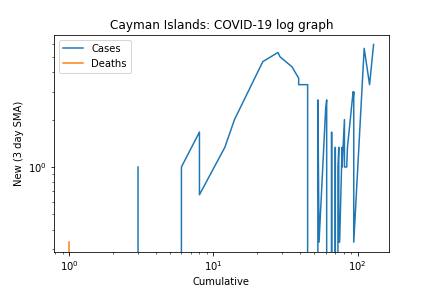 Cayman Islands: COVID-19 log graph
Cases
Deaths
New (3 day SMA)
10⁰
10⁰
10¹
10²
Cumulative